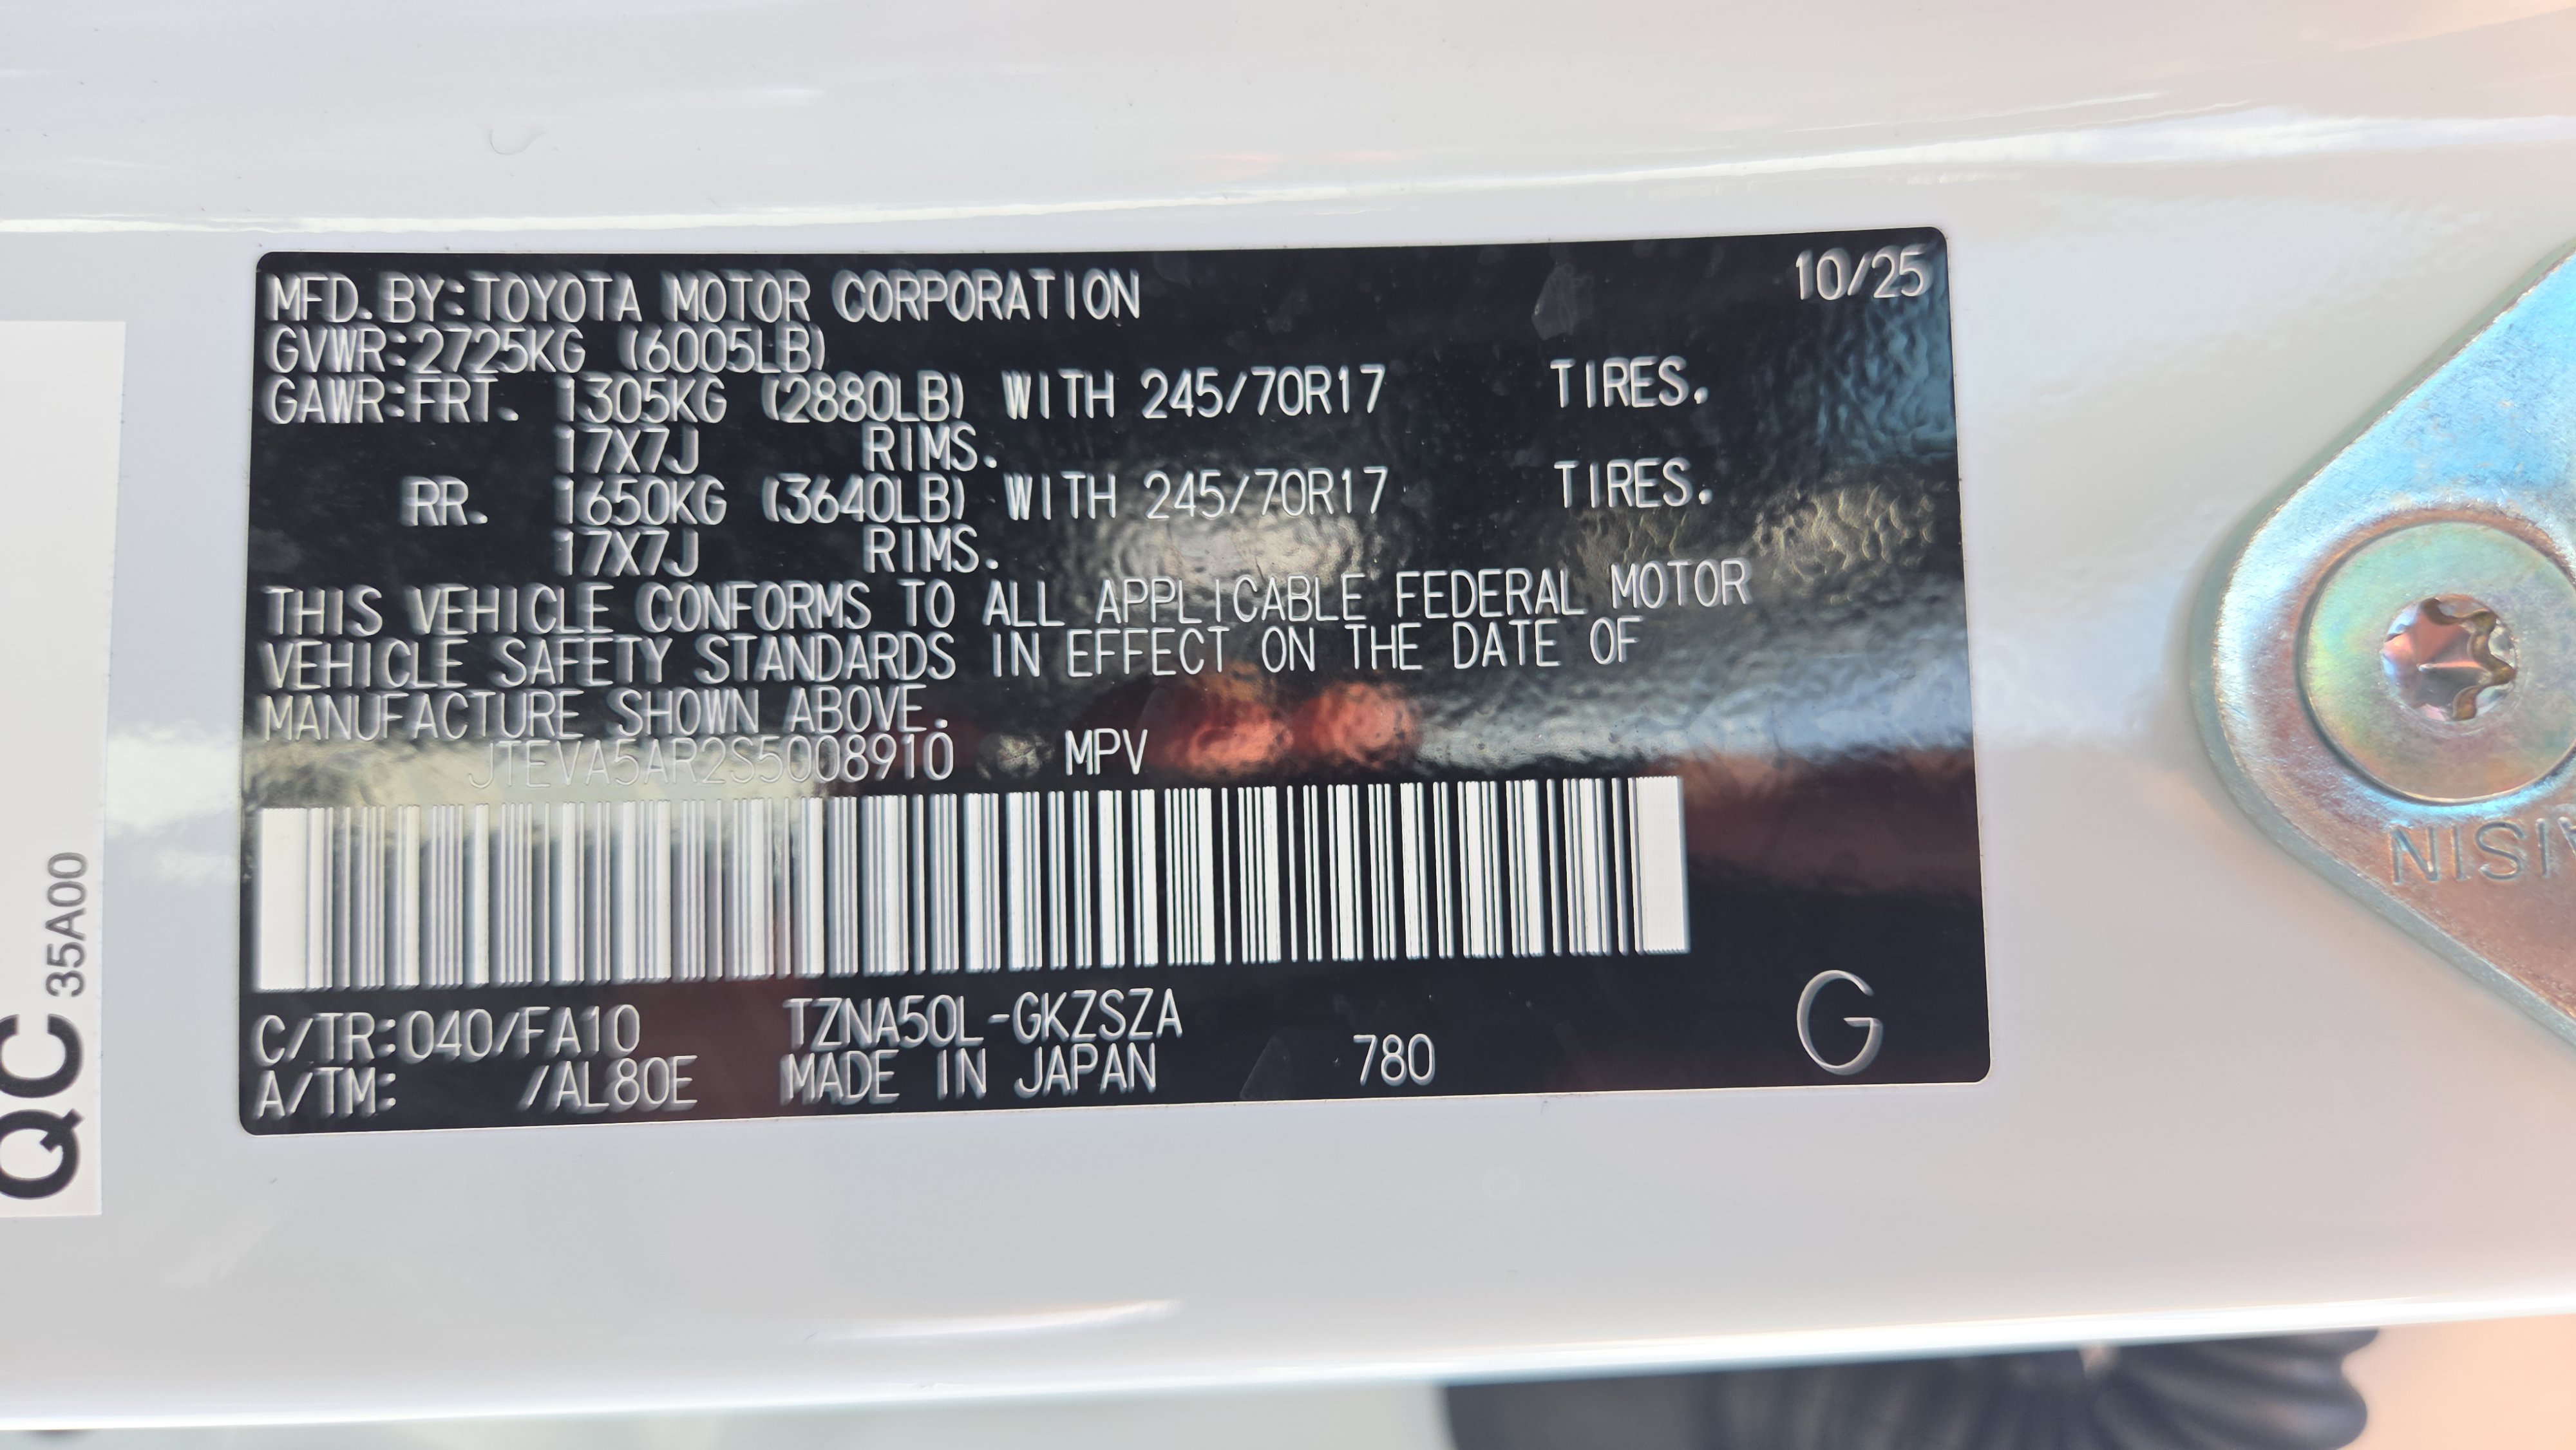 MFD. BY:TOYOTA MOTOR CORPORATION 10/25
GVWR:2725KG (6005LB)
GAWR:FRT. 1305KG (2880LB) WITH 245/70R17 TIRES.
17X7J RIMS.
RR. 1650KG (3640LB) WITH 245/70R17 TIRES.
17X7J RIMS.
THIS VEHICLE CONFORMS TO ALL APPLICABLE FEDERAL MOTOR
VEHICLE SAFETY STANDARDS IN EFFECT ON THE DATE OF
MANUFACTURE SHOWN ABOVE.
JTEVA5AR2S5008910 MPV
C/TR:040/FA10 TZNA50L-GKZSZA
A/TM: /AL80E MADE IN JAPAN 780 G
QC 35A00